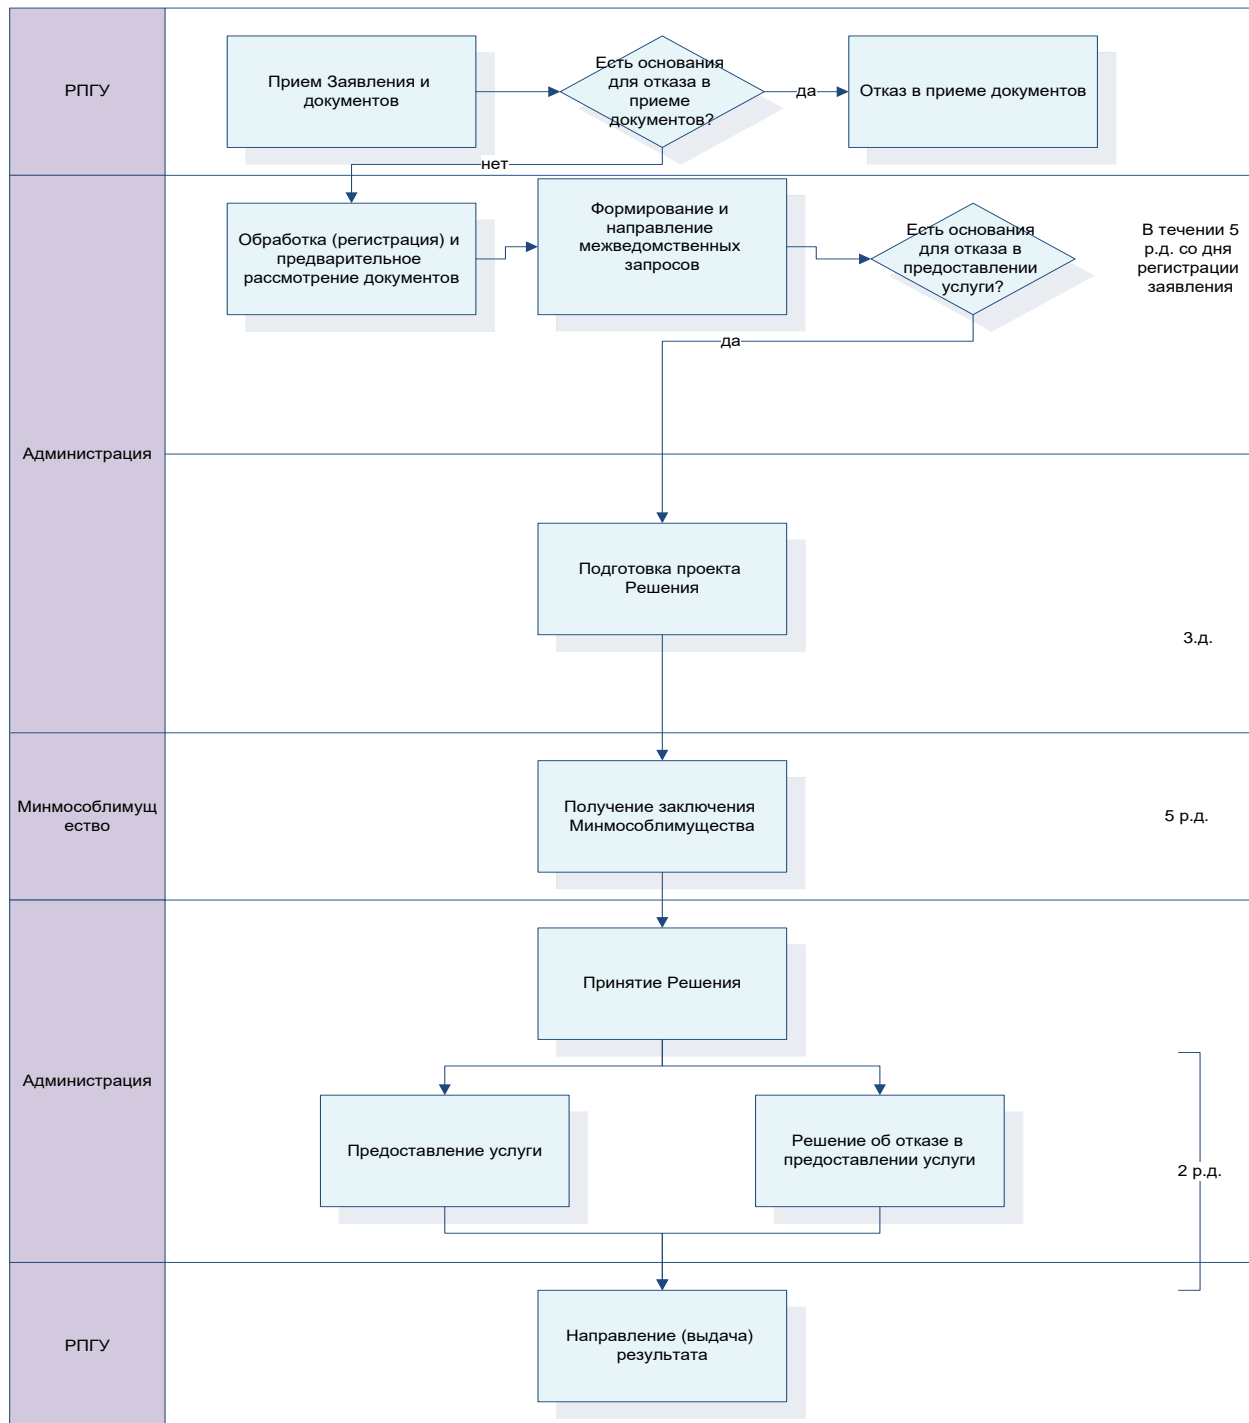 РПГУ
Прием Заявления и
документов
Есть основания
для отказа в
приеме
документов?
да
Отказ в приеме документов
нет
Администрация
Обработка (регистрация) и
предварительное
рассмотрение документов
Формирование и
направление
межведомственных
запросов
Есть основания
для отказа в
предоставлении
услуги?
В течении 5
р.д. со дня
регистрации
заявления
да
Подготовка проекта
Решения
3.д.
Минмособлимущ
ество
Получение заключения
Минмособлимущества
5 р.д.
Администрация
Принятие Решения
Предоставление услуги
Решение об отказе в
предоставлении услуги
2 р.д.
РПГУ
Направление (выдача)
результата